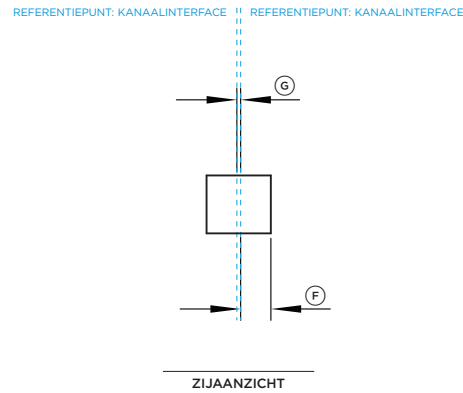 REFERENTIEPUNT: KANAALINTERFACE REFERENTIEPUNT: KANAALINTERFACE
G
F
ZIJAANZICHT